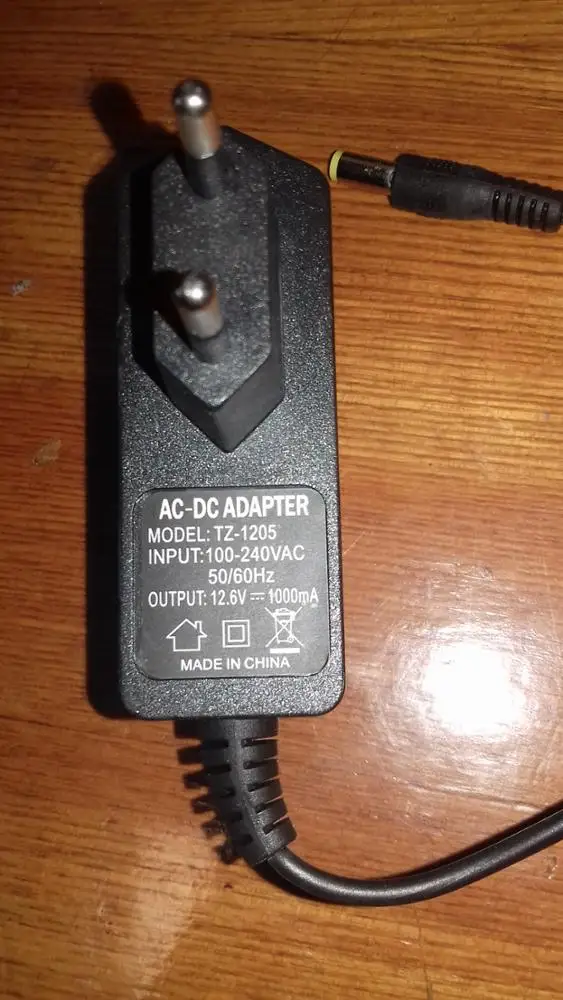 AC-DC ADAPTER
MODEL: TZ-1205
INPUT:100-240VAC
50/60Hz
OUTPUT: 12.6V ⎓ 1000mA
MADE IN CHINA